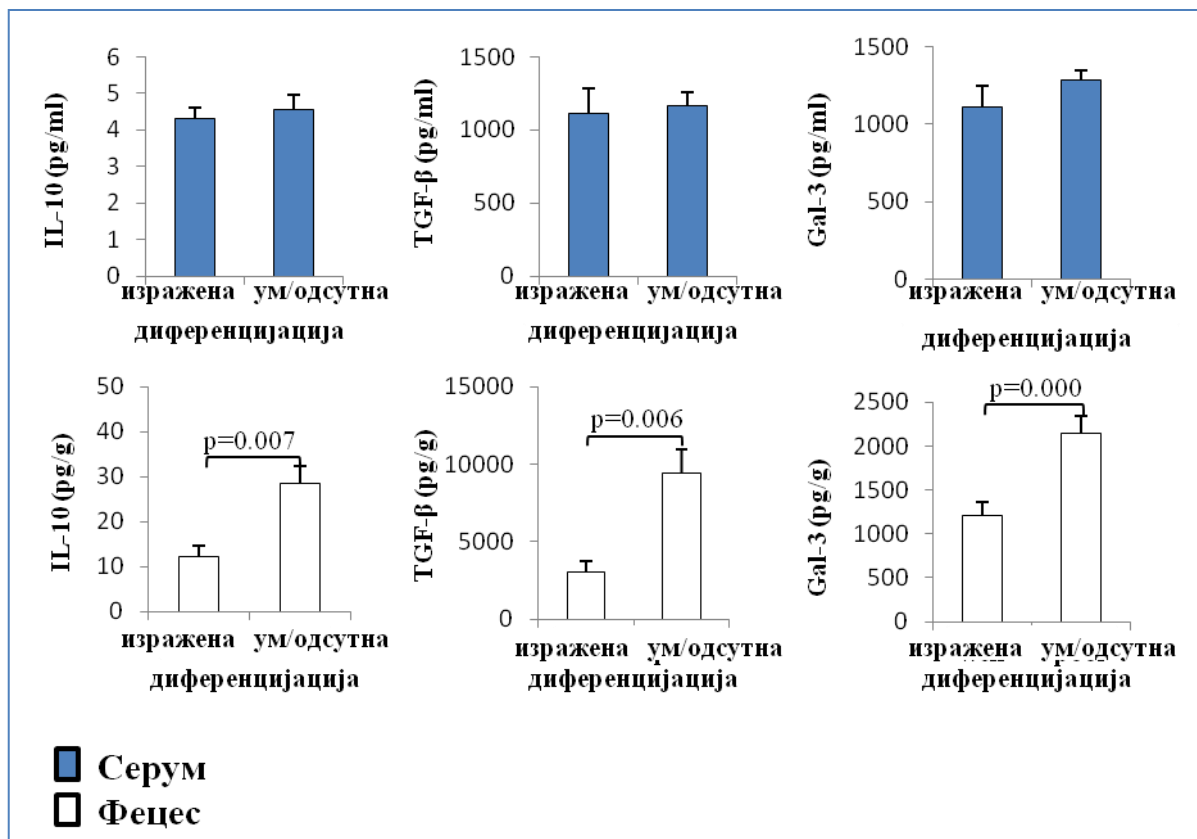 IL-10 (pg/ml)
6
5
4
3
2
1
0
изражена ум/одсутна
диференцијација
TGF-β (pg/ml)
1500
1000
500
0
изражена ум/одсутна
диференцијација
Gal-3 (pg/ml)
1500
1000
500
0
изражена ум/одсутна
диференцијација
IL-10 (pg/g)
50
40
30
20
10
0
p=0.007
изражена ум/одсутна
диференцијација
TGF-β (pg/g)
15000
10000
5000
0
p=0.006
изражена ум/одсутна
диференцијација
Gal-3 (pg/g)
2500
2000
1500
1000
500
0
p=0.000
изражена ум/одсутна
диференцијација
Серум
Фецес